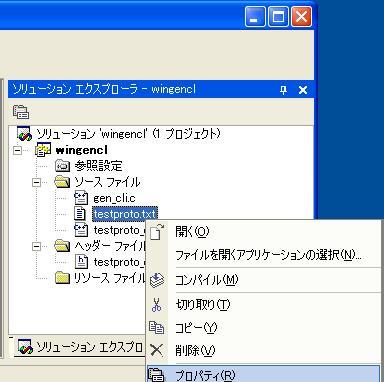 ソリューション エクスプローラ - wingencl
ソリューション 'wingencl' (1 プロジェクト)
wingencl
参照設定
ソース ファイル
gen_cli.c
testproto.txt
testproto_
ヘッダー ファイル
testproto_
リソース ファイル
開く(O)
ファイルを開くアプリケーションの選択(N)...
コンパイル(M)
切り取り(T)
コピー(Y)
削除(V)
プロパティ(R)
ソリューション エクスプロ